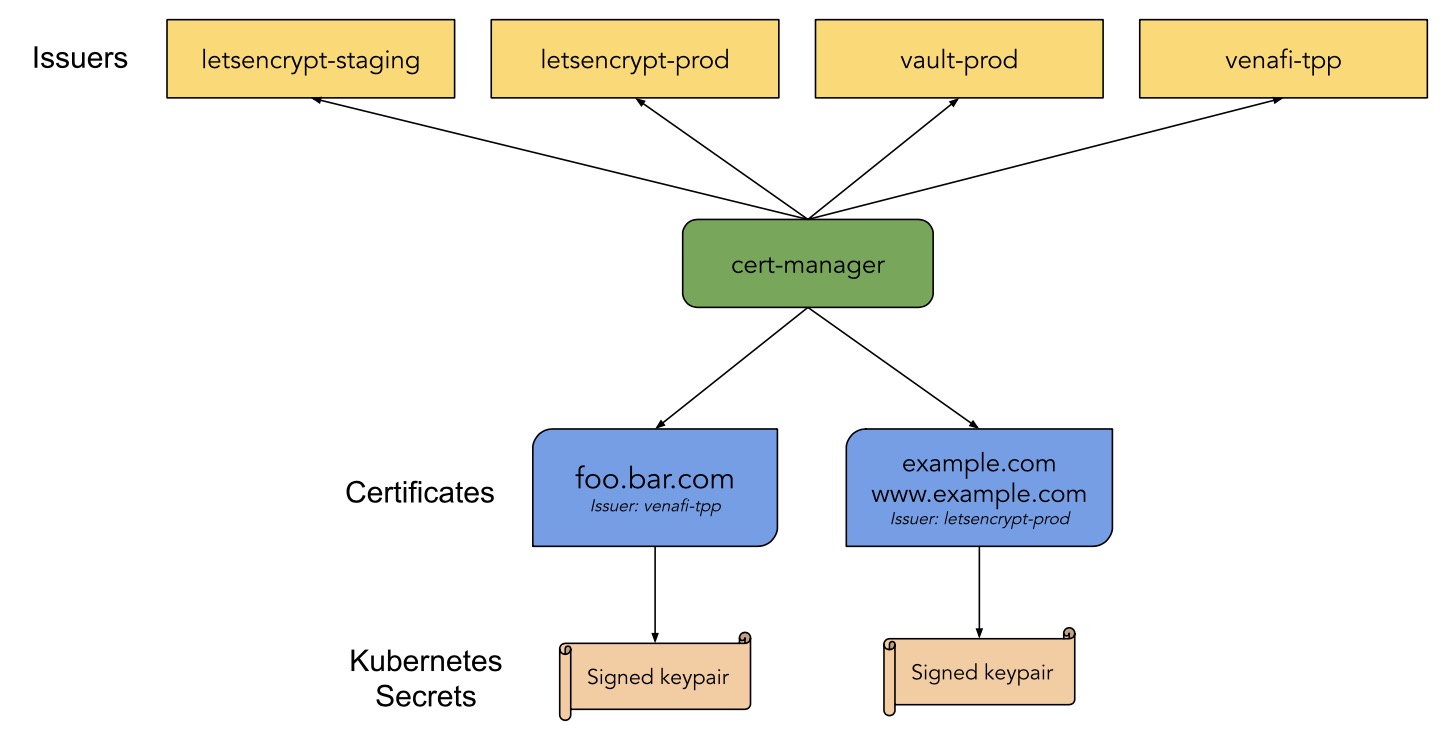 Issuers
letsencrypt-staging
letsencrypt-prod
vault-prod
venafi-tpp
cert-manager
Certificates
foo.bar.com
Issuer: venafi-tpp
example.com
www.example.com
Issuer: letsencrypt-prod
Kubernetes
Secrets
Signed keypair
Signed keypair